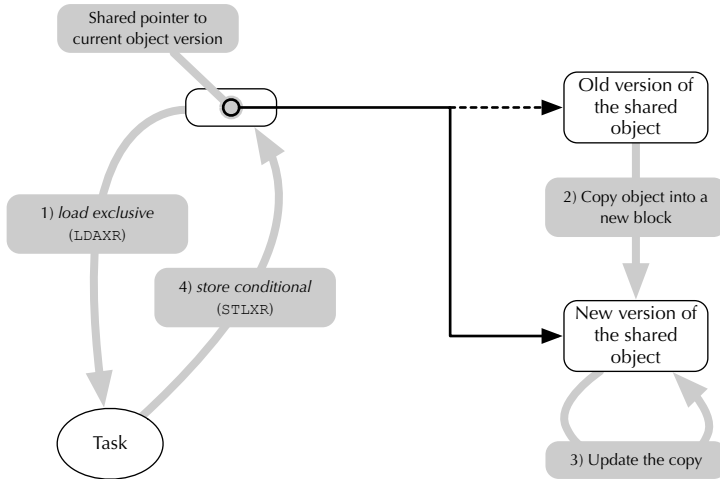 Shared pointer to
current object version
Old version of
the shared
object
1) load exclusive
(LDAXR)
2) Copy object into a
new block
4) store conditional
(STLXR)
New version of
the shared
object
Task
3) Update the copy